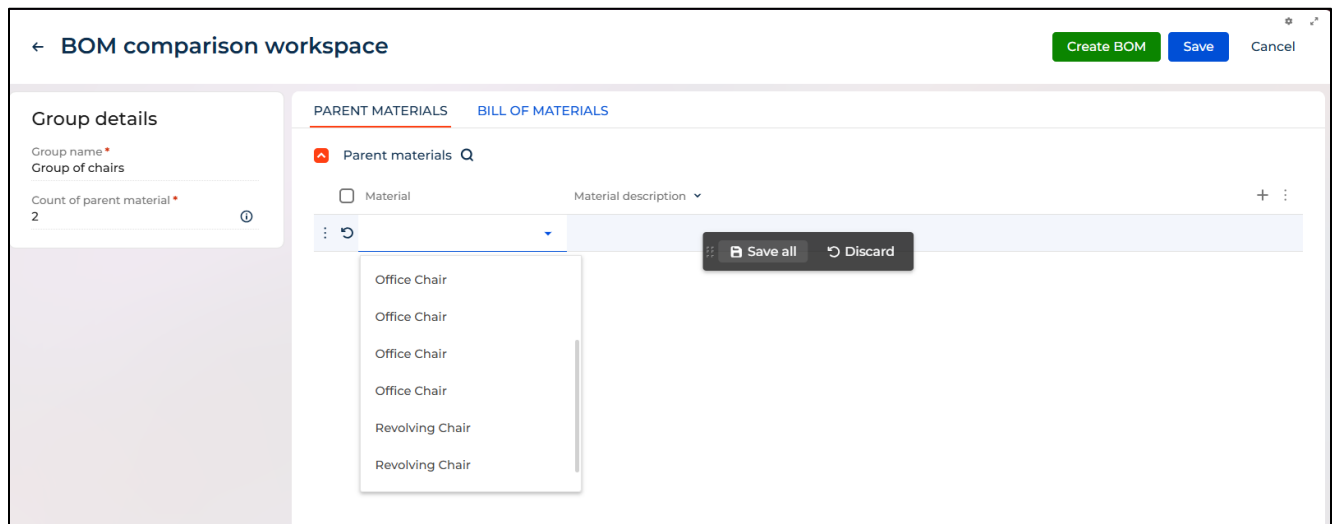 BOM comparison workspace
Create BOM
Save
Cancel
Group details
Group name *
Group of chairs
Count of parent material *
2
PARENT MATERIALS
BILL OF MATERIALS
Parent materials
Material
Material description
Save all
Discard
Office Chair
Office Chair
Office Chair
Office Chair
Revolving Chair
Revolving Chair